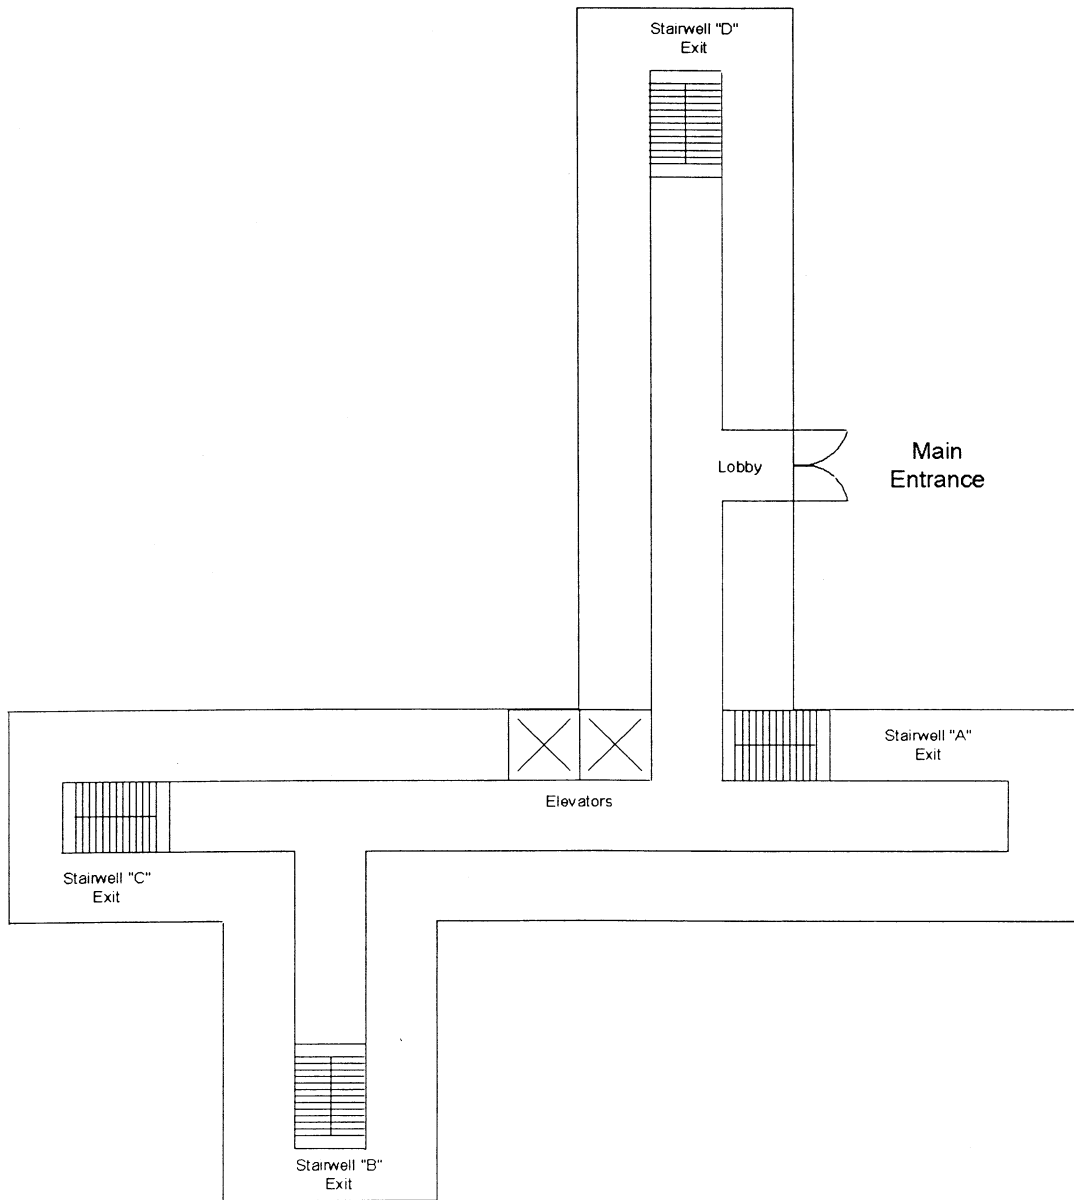 Stairwell "D"
Exit
Lobby
Main
Entrance
Stairwell "A"
Exit
Elevators
Stairwell "C"
Exit
Stairwell "B"
Exit